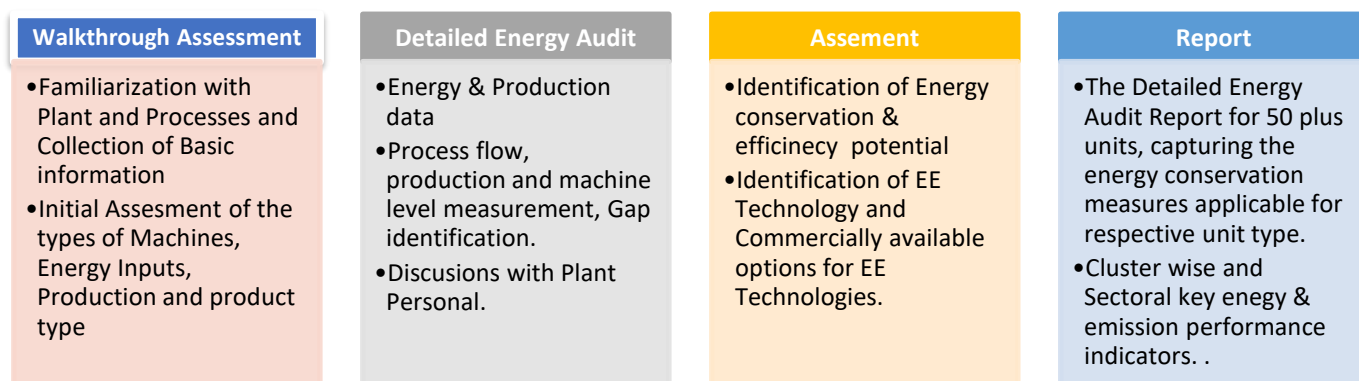 Walkthrough Assessment
•Familiarization with
Plant and Processes and
Collection of Basic
information
•Initial Assesment of the
types of Machines,
Energy Inputs,
Production and product
type
Detailed Energy Audit
•Energy & Production
data
•Process flow,
production and machine
level measurement, Gap
identification.
•Discusions with Plant
Personal.
Assement
•Identification of Energy
conservation &
efficinecy potential
•Identification of EE
Technology and
Commercially available
options for EE
Technologies.
Report
•The Detailed Energy
Audit Report for 50 plus
units, capturing the
energy conservation
measures applicable for
respective unit type.
•Cluster wise and
Sectoral key enegy &
emission performance
indicators. .